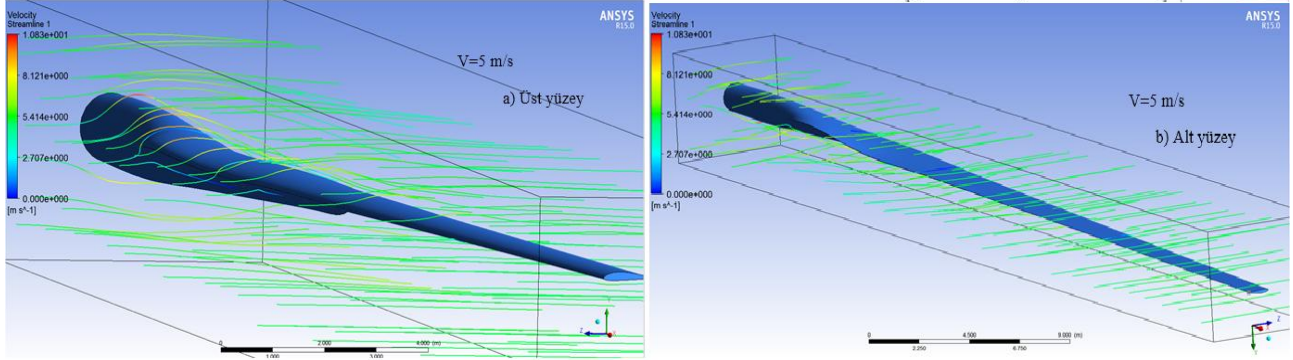 Velocity
Streamline 1
1.083e+001
8.121e+000
5.414e+000
2.707e+000
0.000e+000
[m s^-1]
ANSYS
R15.0
V=5 m/s
a) Üst yüzey
0
2.000
4.000 (m)
1.000
3.000
Z
Velocity
Streamline 1
1.083e+001
8.121e+000
5.414e+000
2.707e+000
0.000e+000
[m s^-1]
ANSYS
R15.0
V=5 m/s
b) Alt yüzey
0
4.500
9.000 (m)
2.250
6.750
Z
Y